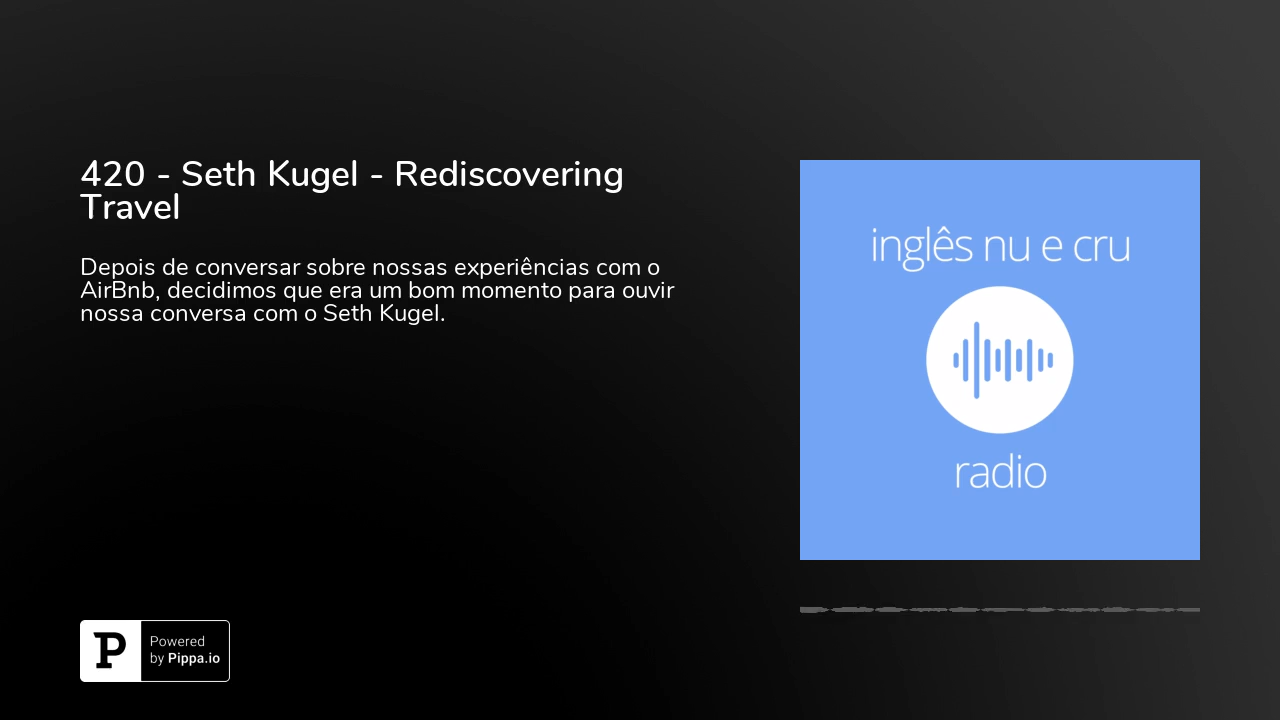 420 - Seth Kugel - Rediscovering
Travel
Depois de conversar sobre nossas experiências com o
AirBnb, decidimos que era um bom momento para ouvir
nossa conversa com o Seth Kugel.
inglês nu e cru
radio
P
Powered
by Pippa.io